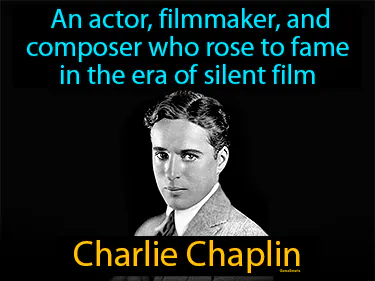 An actor, filmmaker, and
composer who rose to fame
in the era of silent film
Charlie Chaplin